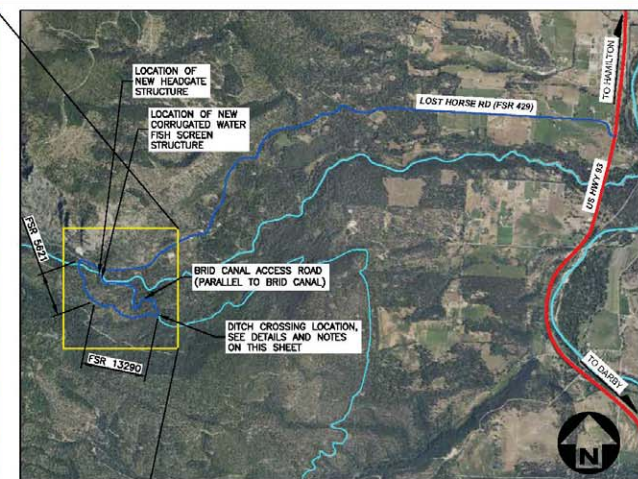 LOCATION OF
NEW HEADGATE
STRUCTURE
LOCATION OF NEW
CORRUGATED WATER
FISH SCREEN
STRUCTURE
LOST HORSE RD (FSR 429)
TO HAMILTON
US HWY 93
FSR 5621
BRID CANAL ACCESS ROAD
(PARALLEL TO BRID CANAL)
DITCH CROSSING LOCATION,
SEE DETAILS AND NOTES
ON THIS SHEET
FSR 13290
TO DARBY
N